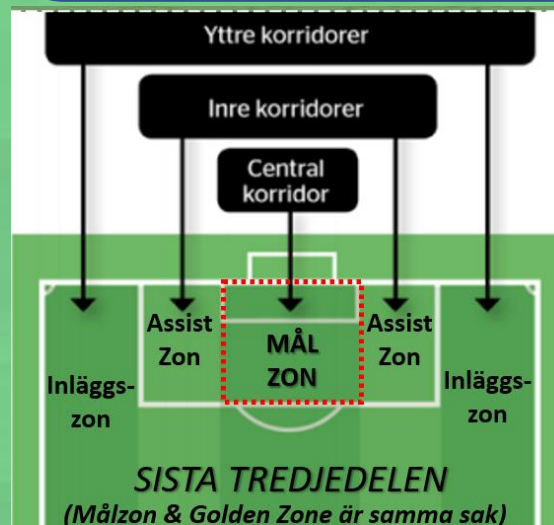 Yttre korridorer
Inre korridorer
Central
korridor
Assist
Zon
MÅL
ZON
Assist
Zon
Inläggs-
zon
Inläggs-
zon
SISTA TREDJEDELEN
(Målzon & Golden Zone är samma sak)